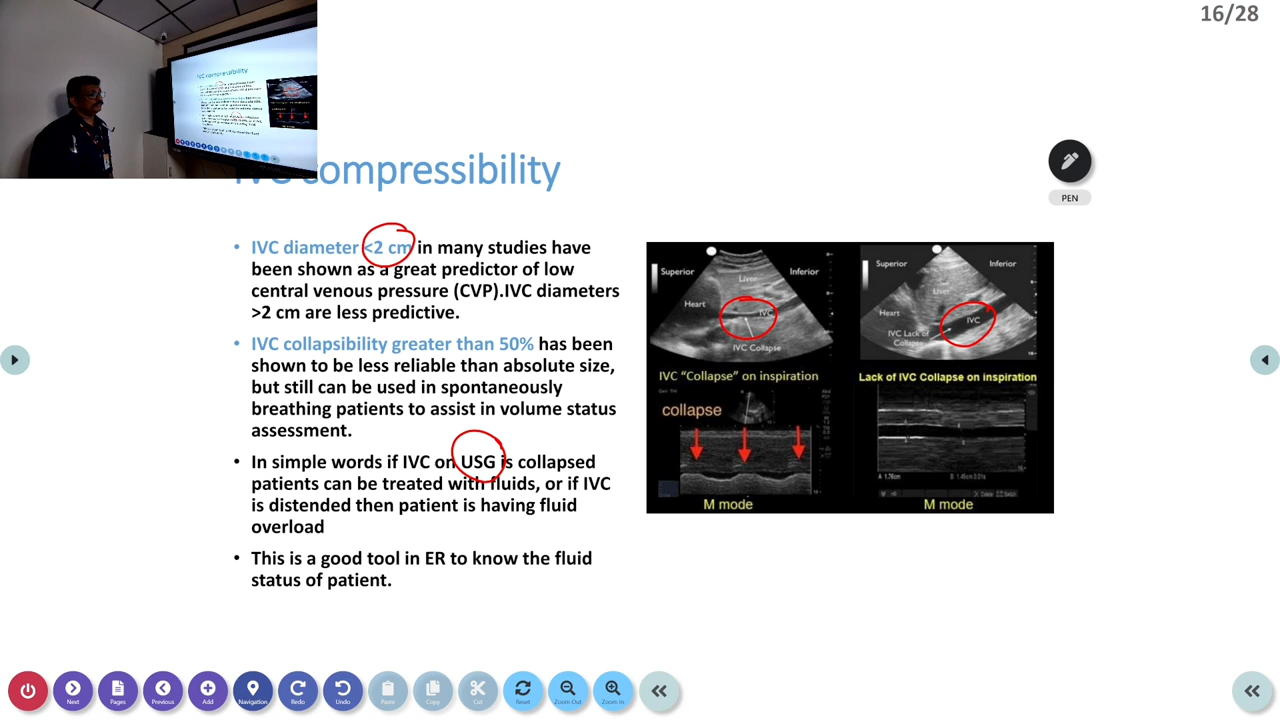 16/28
IVC compressibility
IVC compressibility
PEN
• IVC diameter <2 cm in many studies have
been shown as a great predictor of low
central venous pressure (CVP).IVC diameters
>2 cm are less predictive.
• IVC collapsibility greater than 50% has been
shown to be less reliable than absolute size,
but still can be used in spontaneously
breathing patients to assist in volume status
assessment.
• In simple words if IVC on USG is collapsed
patients can be treated with fluids, or if IVC
is distended then patient is having fluid
overload
• This is a good tool in ER to know the fluid
status of patient.
Superior
Inferior
Liver
Heart
IVC
IVC Collapse
Superior
Inferior
Liver
Heart
IVC
IVC Lack of
Collapse
IVC "Collapse" on inspiration
Lack of IVC Collapse on inspiration
collapse
M mode
M mode
Next
Pages
Previous
Add
Navigation
Redo
Undo
Paste
Copy
Cut
Reset
Zoom Out
Zoom In